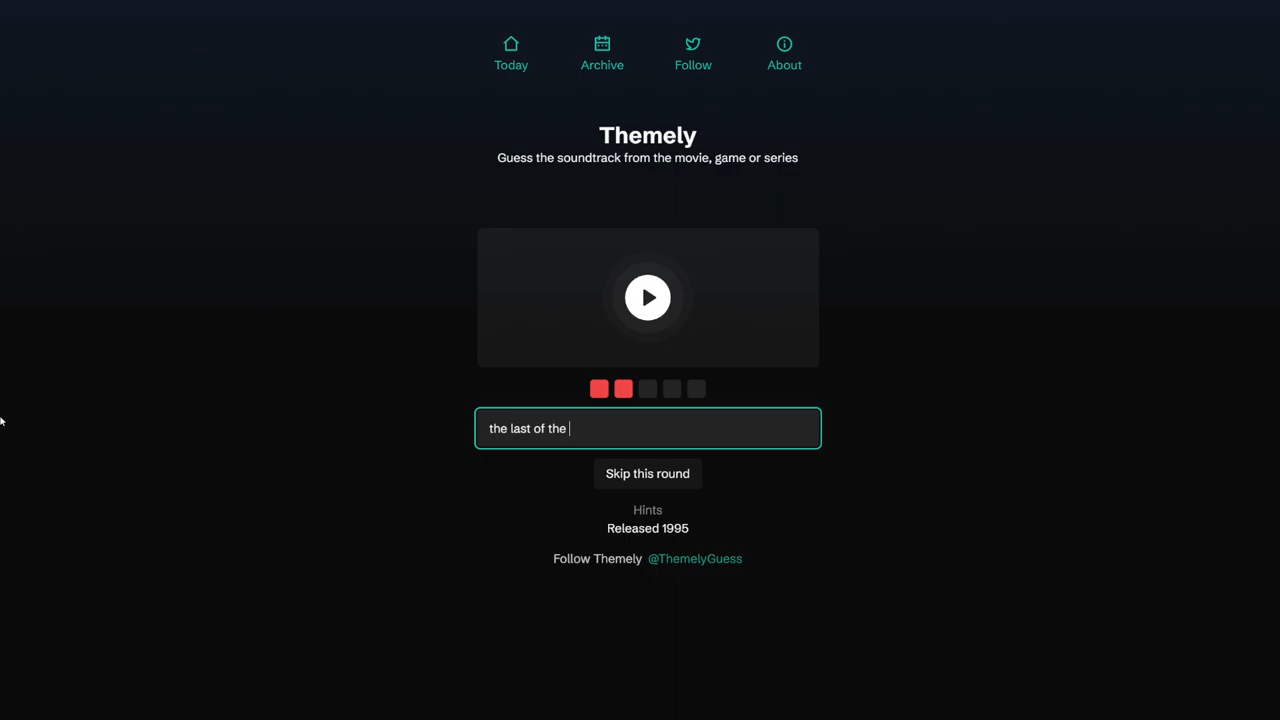 Today
Archive
Follow
About
Themely
Guess the soundtrack from the movie, game or series
the last of the
Skip this round
Hints
Released 1995
Follow Themely @ThemelyGuess